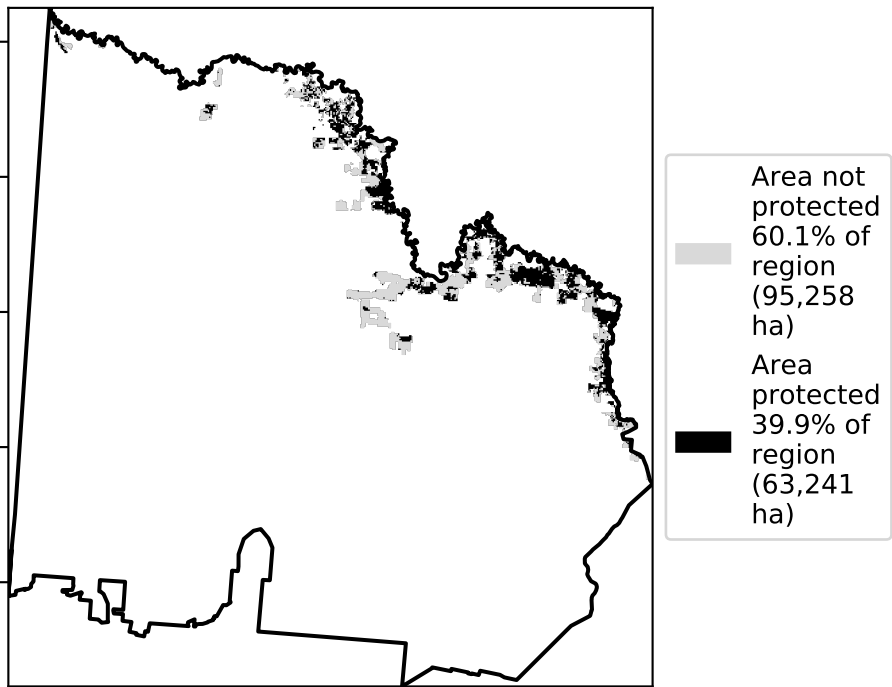 Area not
protected
60.1% of
region
(95,258
ha)
Area
protected
39.9% of
region
(63,241
ha)